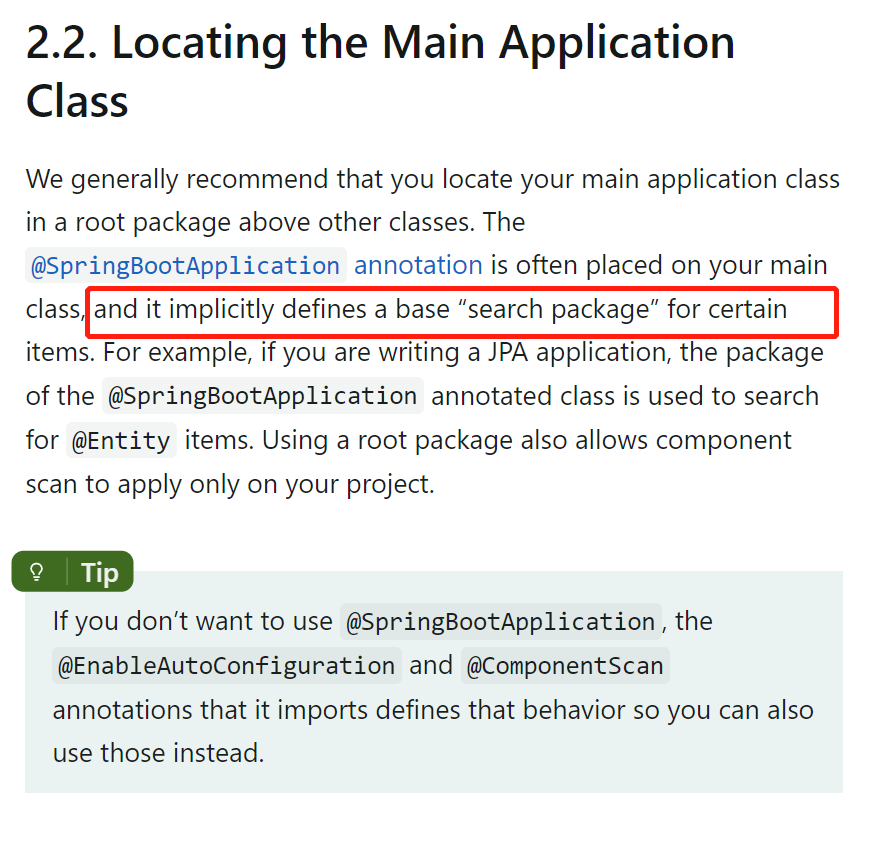 2.2. Locating the Main Application
Class
We generally recommend that you locate your main application class
in a root package above other classes. The
@SpringBootApplication annotation is often placed on your main
class, and it implicitly defines a base “search package” for certain
items. For example, if you are writing a JPA application, the package
of the @SpringBootApplication annotated class is used to search
for @Entity items. Using a root package also allows component
scan to apply only on your project.
Tip
If you don’t want to use @SpringBootApplication, the
@EnableAutoConfiguration and @ComponentScan
annotations that it imports defines that behavior so you can also
use those instead.